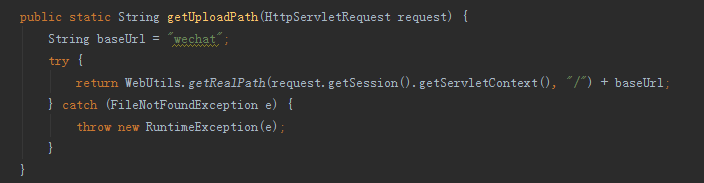 public static String getUploadPath(HttpServletRequest request) {
    String baseUrl = "wechat";
    try {
        return WebUtils.getRealPath(request.getSession().getServletContext(), "/") + baseUrl;
    } catch (FileNotFoundException e) {
        throw new RuntimeException(e);
    }
}